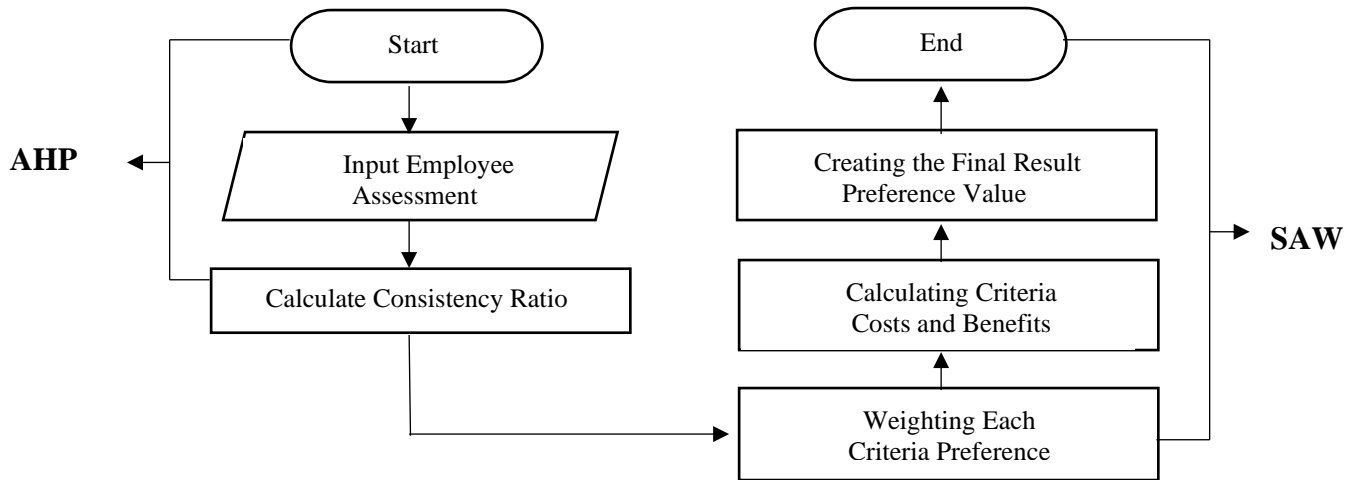 Start
AHP
Input Employee
Assessment
Calculate Consistency Ratio
End
Creating the Final Result
Preference Value
SAW
Calculating Criteria
Costs and Benefits
Weighting Each
Criteria Preference